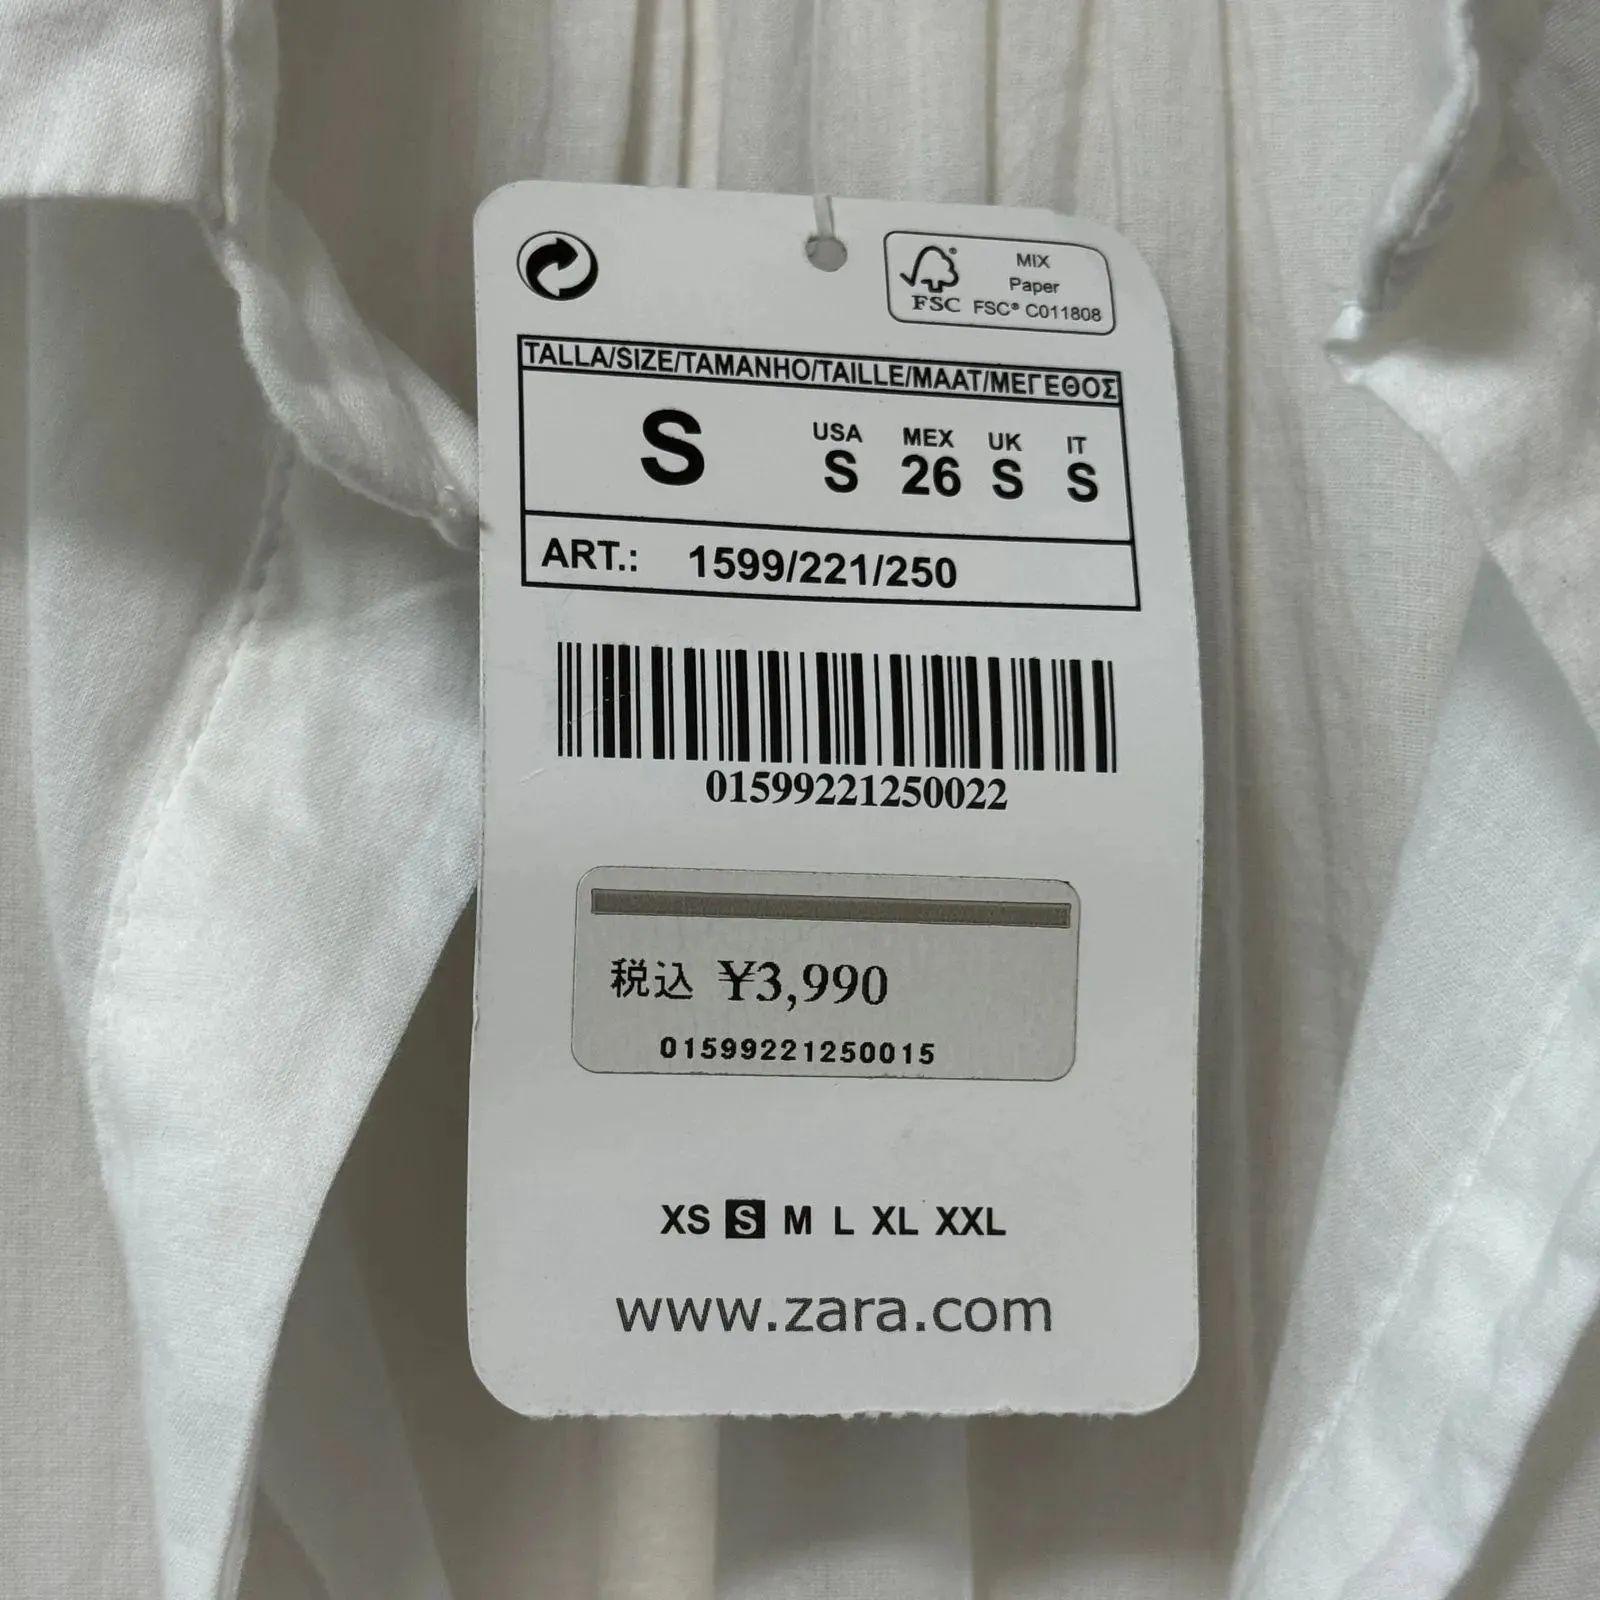 MIX
Paper
FSC FSC® C011808
TALLA/SIZE/TAMANHO/TAILLE/MAAT/ΜΕΓΕΘΟΣ
USA MEX UK IT
S S 26 S S
ART.: 1599/221/250
01599221250022
税込 ¥3,990
01599221250015
XS S M L XL XXL
www.zara.com